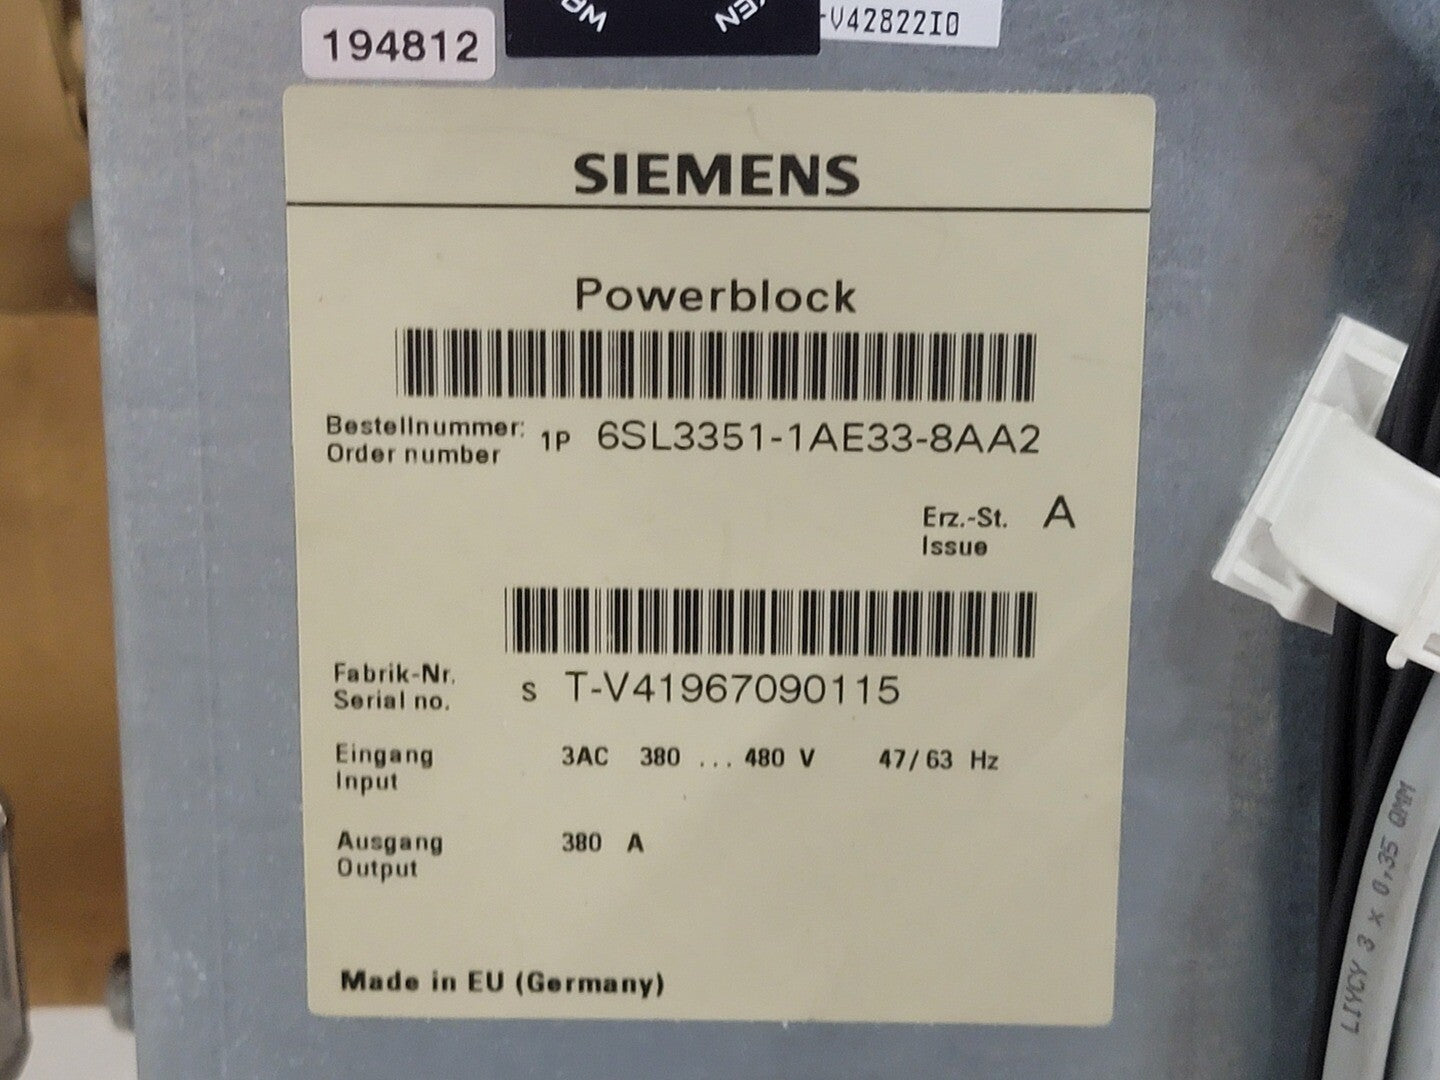 194812
-V42822I0
SIEMENS
Powerblock
Bestellnummer:
Order number
1P 6SL3351-1AE33-8AA2
Erz.-St. A
Issue
Fabrik-Nr.
Serial no.
S T-V41967090115
Eingang 3AC 380 ... 480 V 47/63 Hz
Input
Ausgang 380 A
Output
Made in EU (Germany)
LIYCY 3 x 0,35 QMM